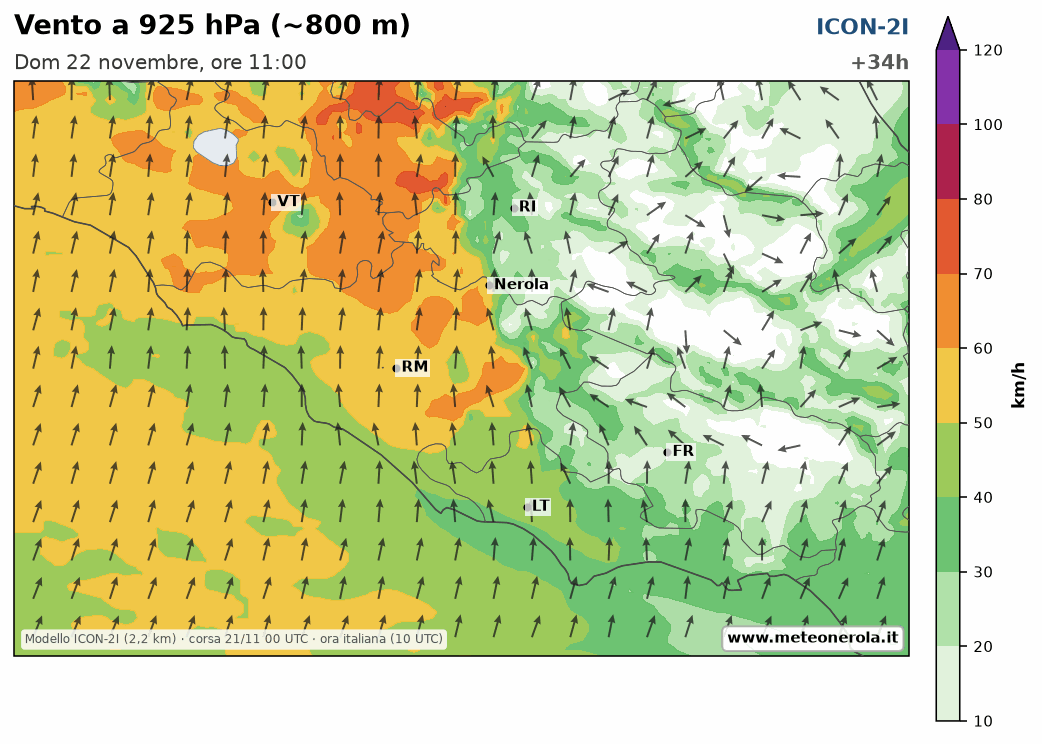 Vento a 925 hPa (~800 m)
ICON-2I
Dom 22 novembre, ore 11:00
+34h
VT
RI
Nerola
RM
FR
LT
Modello ICON-2I (2,2 km) · corsa 21/11 00 UTC · ora italiana (10 UTC)
www.meteonerola.it
120
100
80
70
60
50
40
30
20
10
km/h